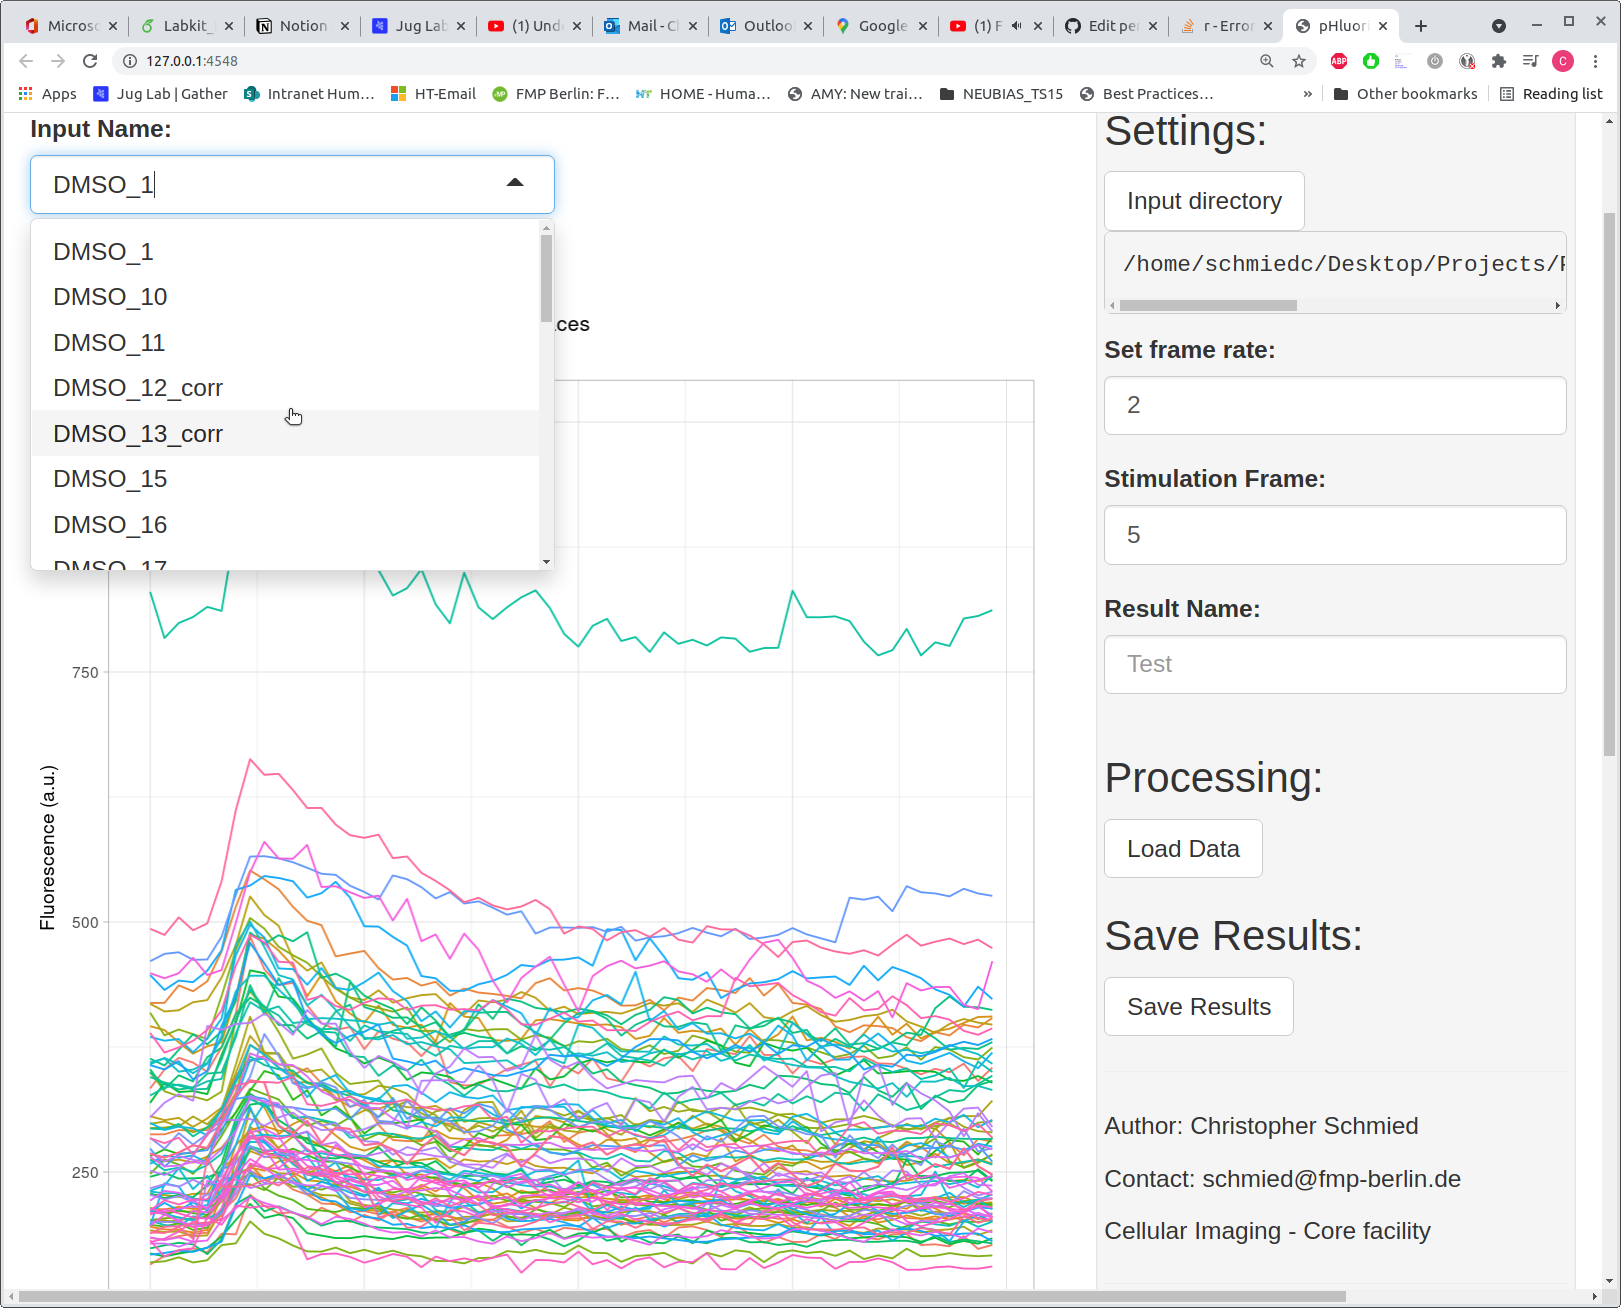 Microso
Labkit_
Notion
Jug Lab
(1) Und
Mail - C
Outloo
Google
(1) F
Edit pe
r - Error
pHluori
127.0.0.1:4548
ABP
C
Apps
Jug Lab | Gather
Intranet Hum…
HT-Email
FMP Berlin: F…
HOME - Huma…
AMY: New trai…
NEUBIAS_TS15
Best Practices…
»
Other bookmarks
Reading list
Input Name:
DMSO_1
DMSO_1
DMSO_10
DMSO_11
DMSO_12_corr
DMSO_13_corr
DMSO_15
DMSO_16
DMSO_17
ces
750
500
250
Fluorescence (a.u.)
Settings:
Input directory
/home/schmiedc/Desktop/Projects/
Set frame rate:
2
Stimulation Frame:
5
Result Name:
Test
Processing:
Load Data
Save Results:
Save Results
Author: Christopher Schmied
Contact: schmied@fmp-berlin.de
Cellular Imaging - Core facility